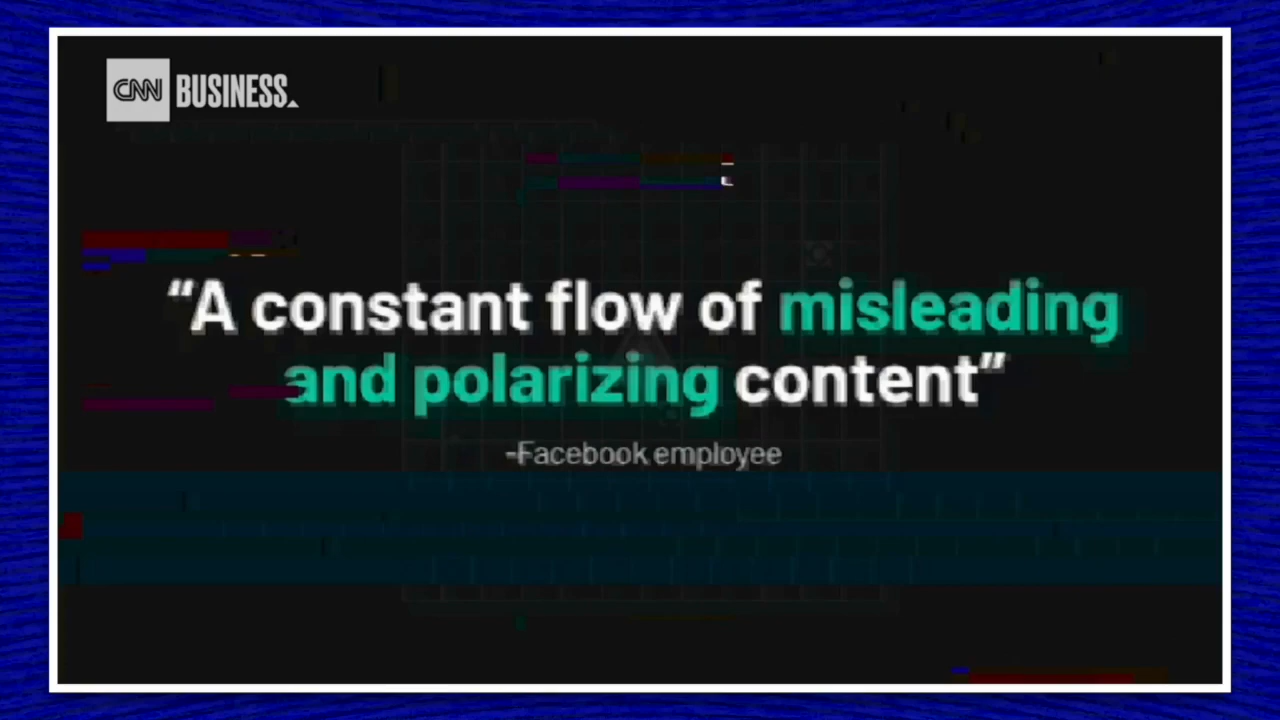 CNN BUSINESS
“A constant flow of misleading
and polarizing content”
-Facebook employee